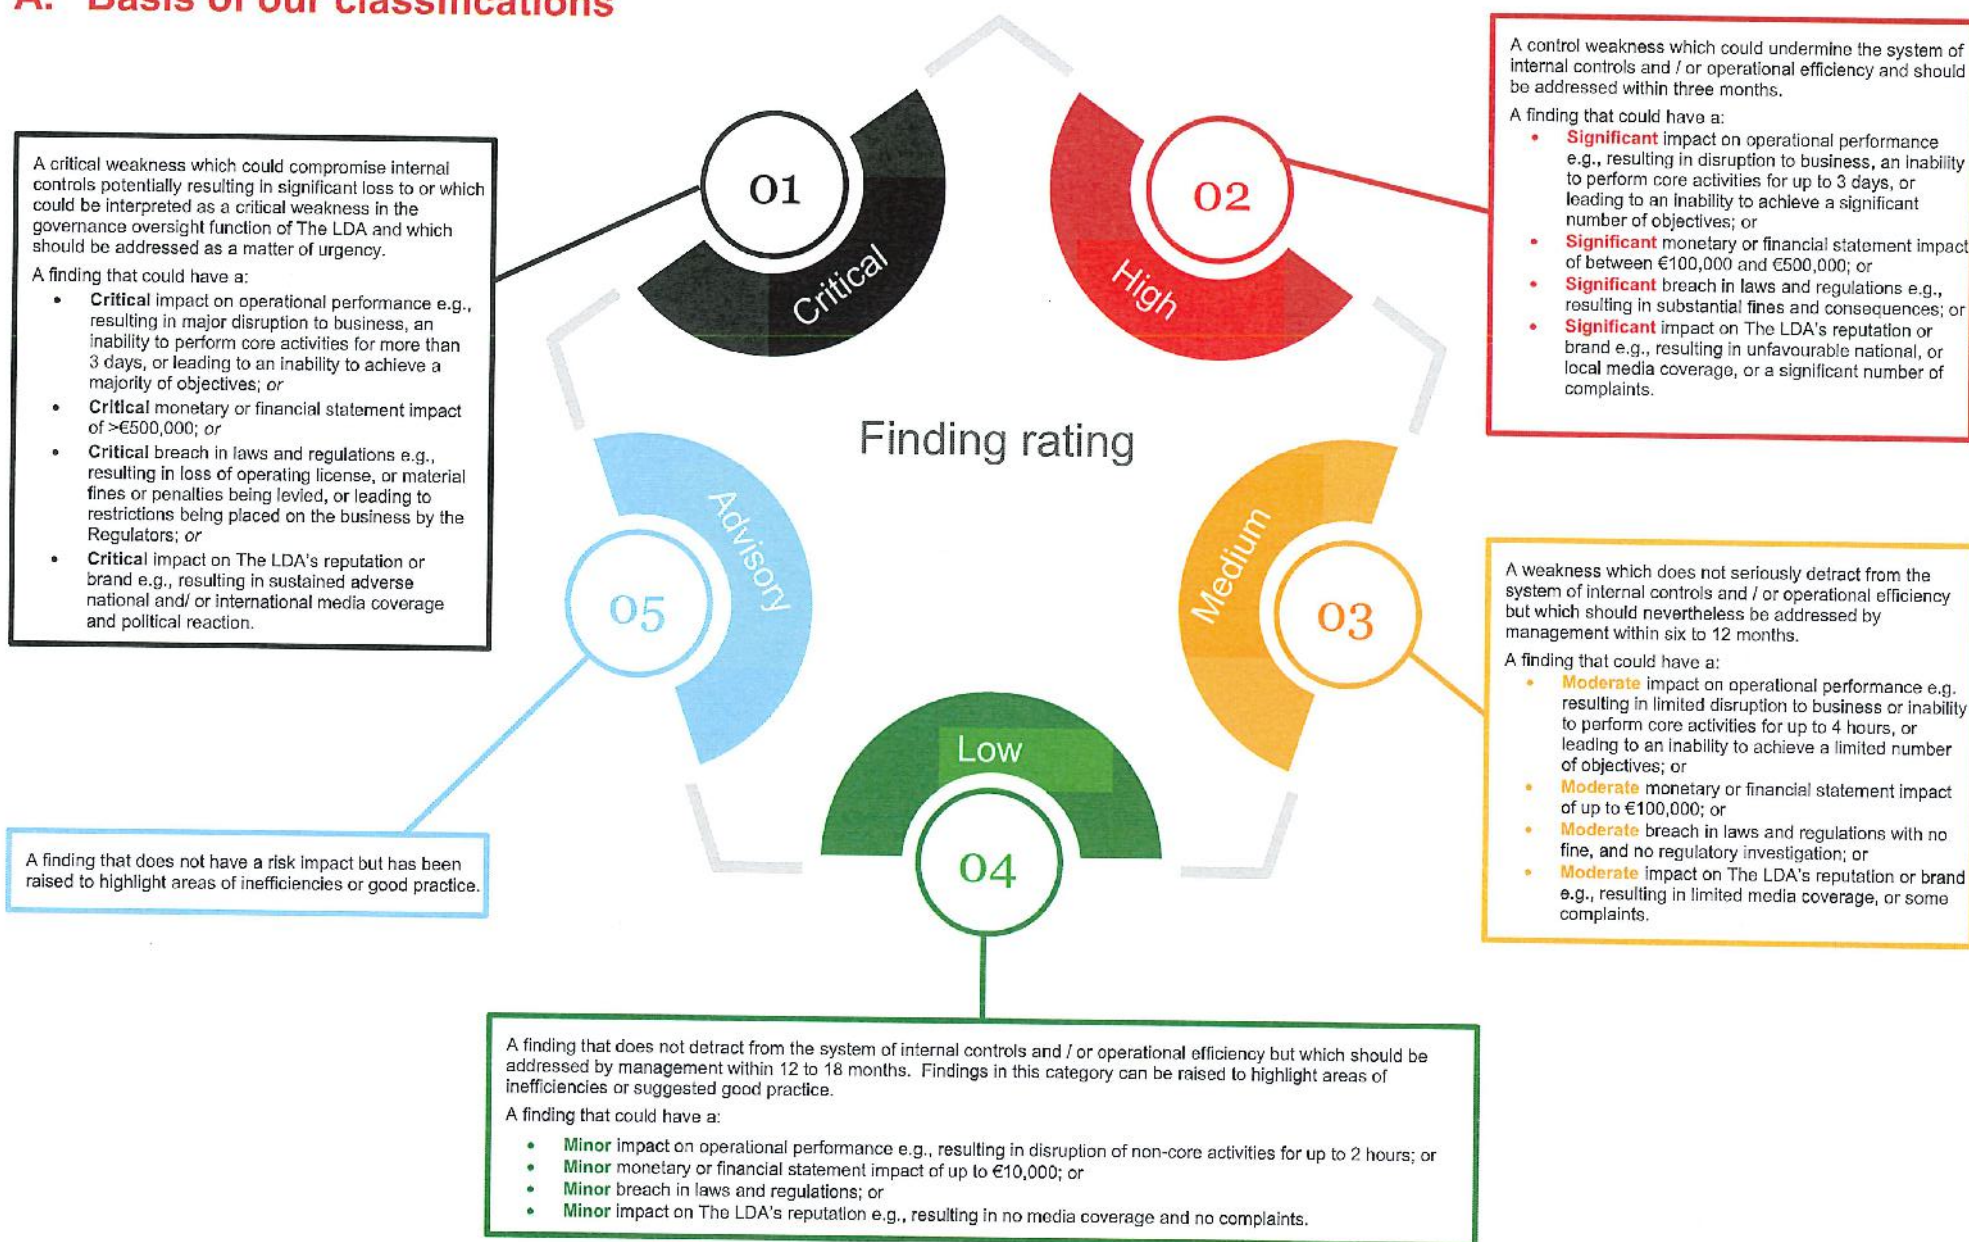 A. Basis of our classifications
01
Critical
A critical weakness which could compromise internal
controls potentially resulting in significant loss to or which
could be interpreted as a critical weakness in the
governance oversight function of The LDA and which
should be addressed as a matter of urgency.
A finding that could have a:
• Critical impact on operational performance e.g.,
resulting in major disruption to business, an
inability to perform core activities for more than
3 days, or leading to an inability to achieve a
majority of objectives; or
• Critical monetary or financial statement impact
of >€500,000; or
• Critical breach in laws and regulations e.g.,
resulting in loss of operating license, or material
fines or penalties being levied, or leading to
restrictions being placed on the business by the
Regulators; or
• Critical impact on The LDA's reputation or
brand e.g., resulting in sustained adverse
national and/ or international media coverage
and political reaction.
02
High
A control weakness which could undermine the system of
internal controls and / or operational efficiency and should
be addressed within three months.
A finding that could have a:
• Significant impact on operational performance
e.g., resulting in disruption to business, an inability
to perform core activities for up to 3 days, or
leading to an inability to achieve a significant
number of objectives; or
• Significant monetary or financial statement impact
of between €100,000 and €500,000; or
• Significant breach in laws and regulations e.g.,
resulting in substantial fines and consequences; or
• Significant impact on The LDA's reputation or
brand e.g., resulting in unfavourable national, or
local media coverage, or a significant number of
complaints.
Finding rating
03
Medium
A weakness which does not seriously detract from the
system of internal controls and / or operational efficiency
but which should nevertheless be addressed by
management within six to 12 months.
A finding that could have a:
• Moderate impact on operational performance e.g.
resulting in limited disruption to business or inability
to perform core activities for up to 4 hours, or
leading to an inability to achieve a limited number
of objectives; or
• Moderate monetary or financial statement impact
of up to €100,000; or
• Moderate breach in laws and regulations with no
fine, and no regulatory investigation; or
• Moderate impact on The LDA's reputation or brand
e.g., resulting in limited media coverage, or some
complaints.
05
Advisory
A finding that does not have a risk impact but has been
raised to highlight areas of inefficiencies or good practice.
Low
04
A finding that does not detract from the system of internal controls and / or operational efficiency but which should be
addressed by management within 12 to 18 months. Findings in this category can be raised to highlight areas of
inefficiencies or suggested good practice.
A finding that could have a:
• Minor impact on operational performance e.g., resulting in disruption of non-core activities for up to 2 hours; or
• Minor monetary or financial statement impact of up to €10,000; or
• Minor breach in laws and regulations; or
• Minor impact on The LDA's reputation e.g., resulting in no media coverage and no complaints.